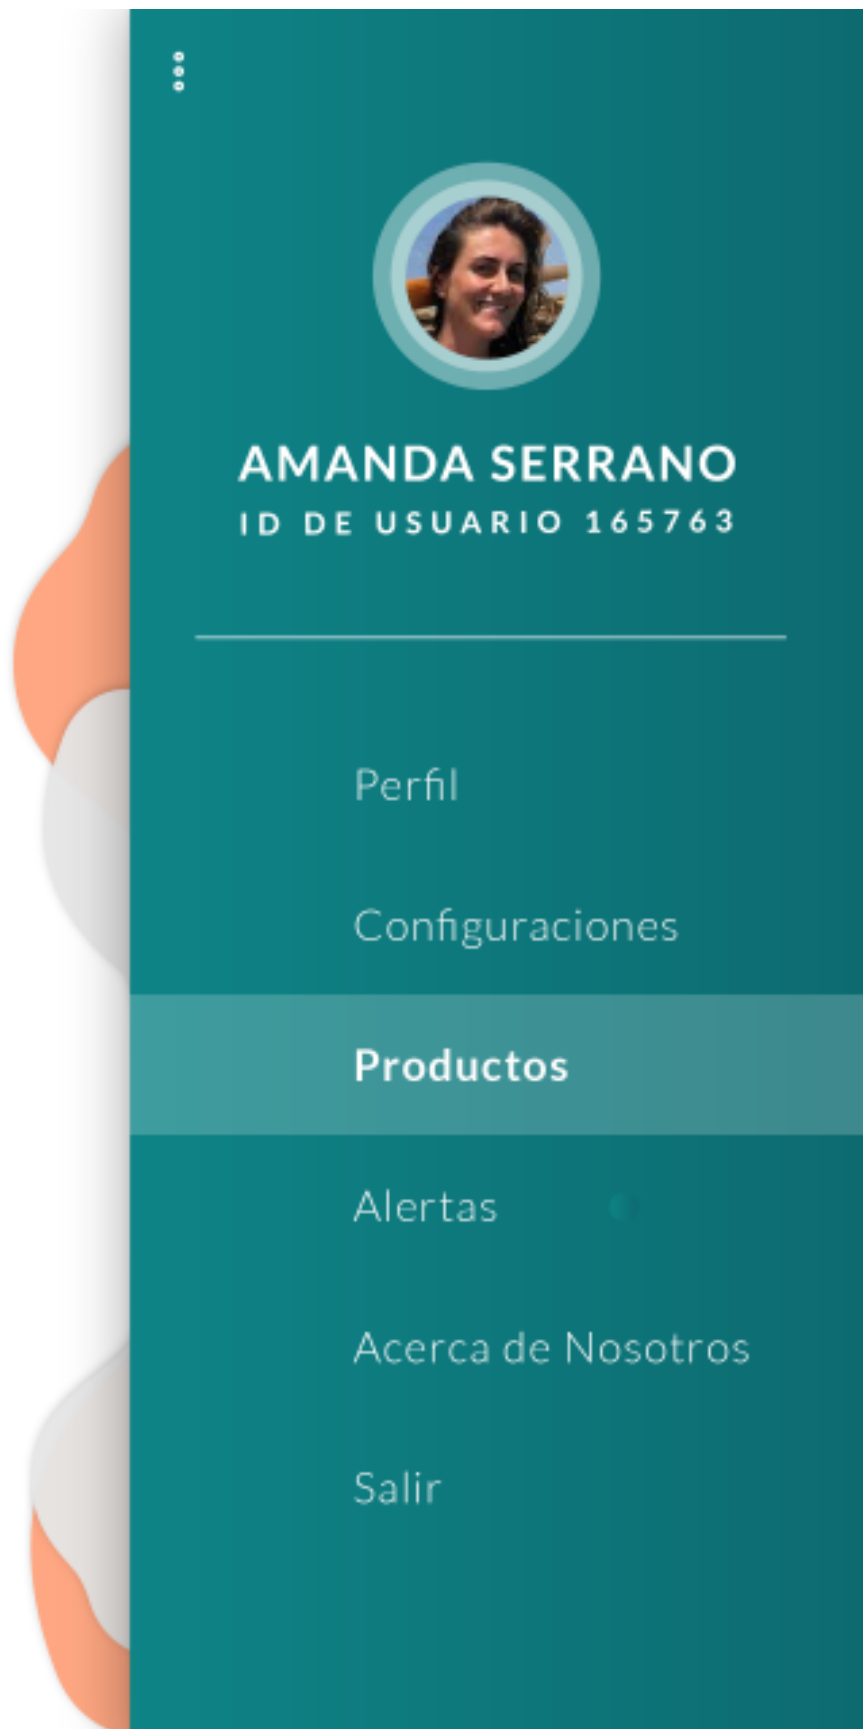 AMANDA SERRANO
ID DE USUARIO 165763
Perfil
Configuraciones
Productos
Alertas
Acerca de Nosotros
Salir